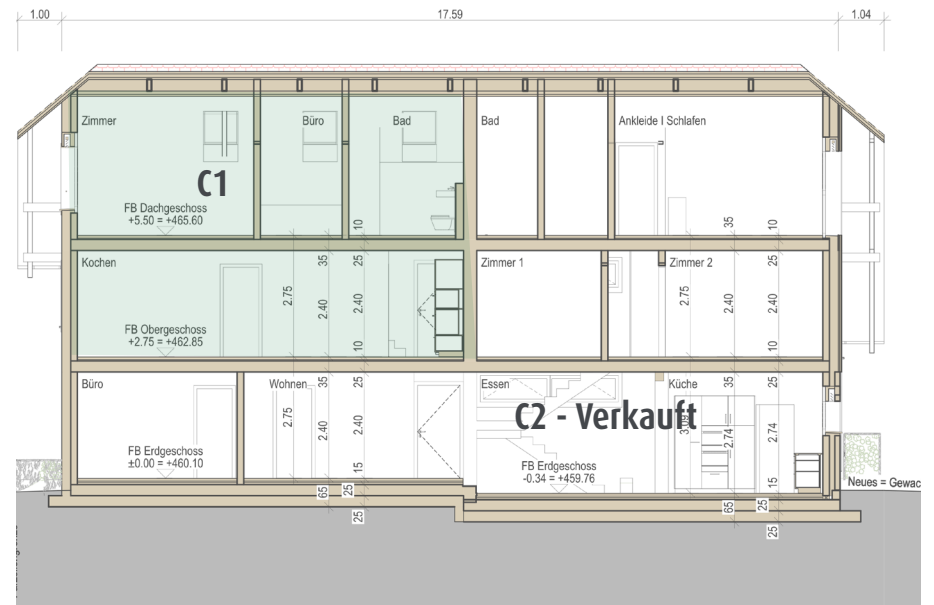 1.00
17.59
1.04
Zimmer
Büro
Bad
Bad
Ankleide I Schlafen
C1
FB Dachgeschoss
+5.50 = +465.60
10
35
10
Kochen
Zimmer 1
Zimmer 2
35
25
25
2.75
2.40
2.40
2.75
2.40
2.40
FB Obergeschoss
+2.75 = +462.85
10
10
Büro
Wohnen
35
25
Essen
Küche
35
25
C2 - Verkauft
2.75
2.40
2.40
2.74
2.74
FB Erdgeschoss
±0.00 = +460.10
15
FB Erdgeschoss
-0.34 = +459.76
15
Neues = Gewac
65
25
25
65
25
25